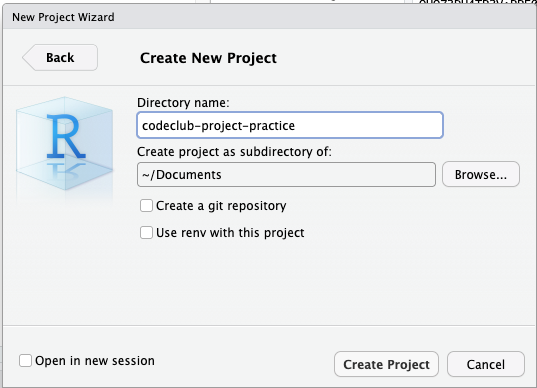 New Project Wizard
Back
Create New Project
R
Directory name:
codeclub-project-practice
Create project as subdirectory of:
~/Documents
Browse...
Create a git repository
Use renv with this project
Open in new session
Create Project
Cancel